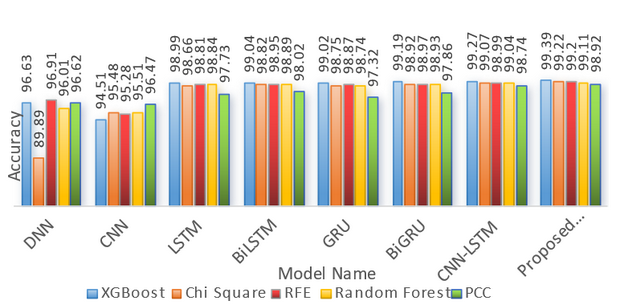 96.63 89.89 96.91 96.01 96.62
94.51 95.48 95.28 95.51 96.47
98.99 98.66 98.81 98.84 97.73
99.04 98.82 98.95 98.89 98.02
99.02 98.75 98.87 98.74 97.32
99.19 98.92 98.97 98.93 97.86
99.27 99.07 98.99 99.04 98.74
99.39 99.22 99.2 99.11 98.92
Accuracy
DNN
CNN
LSTM
BiLSTM
GRU
BiGRU
CNN-LSTM
Proposed...
Model Name
XGBoost Chi Square RFE Random Forest PCC